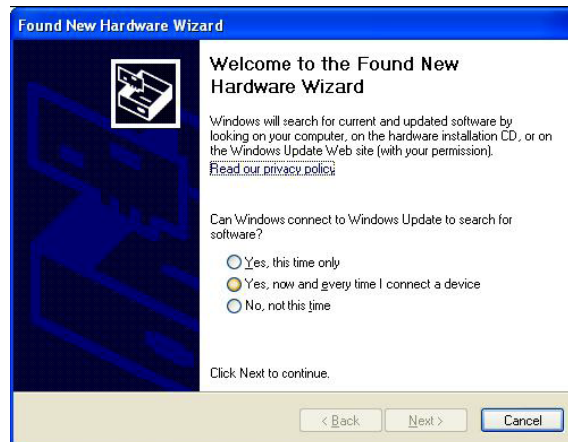 Found New Hardware Wizard
Welcome to the Found New
Hardware Wizard
Windows will search for current and updated software by
looking on your computer, on the hardware installation CD, or on
the Windows Update Web site (with your permission).
Read our privacy policy
Can Windows connect to Windows Update to search for
software?
Yes, this time only
Yes, now and every time I connect a device
No, not this time
Click Next to continue.
< Back
Next >
Cancel